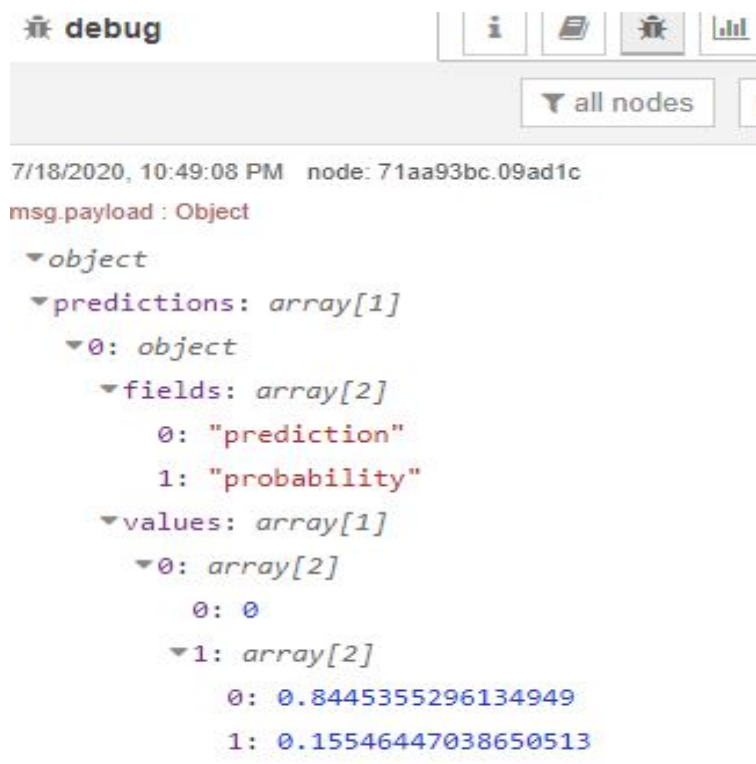 debug
i
all nodes
7/18/2020, 10:49:08 PM node: 71aa93bc.09ad1c
msg.payload : Object
object
predictions: array[1]
0: object
fields: array[2]
0: "prediction"
1: "probability"
values: array[1]
0: array[2]
0: 0
1: array[2]
0: 0.8445355296134949
1: 0.15546447038650513